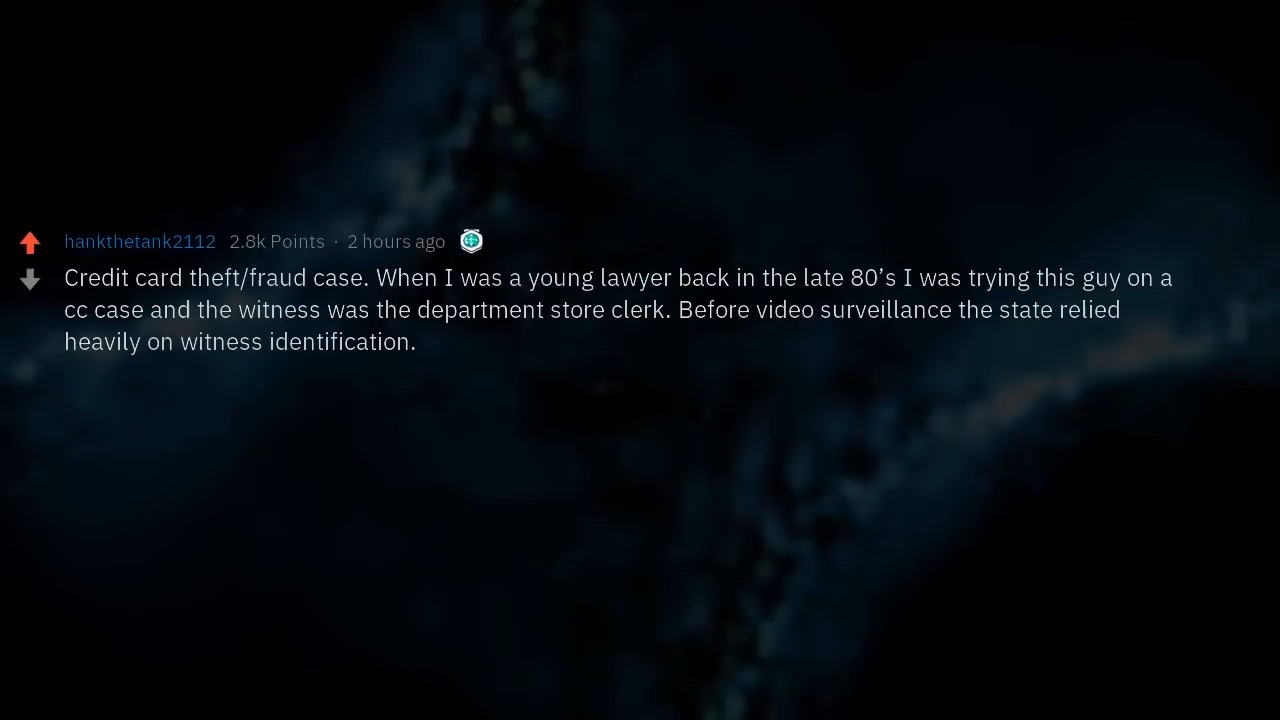 hankthetank2112 2.8k Points · 2 hours ago
Credit card theft/fraud case. When I was a young lawyer back in the late 80’s I was trying this guy on a
cc case and the witness was the department store clerk. Before video surveillance the state relied
heavily on witness identification.